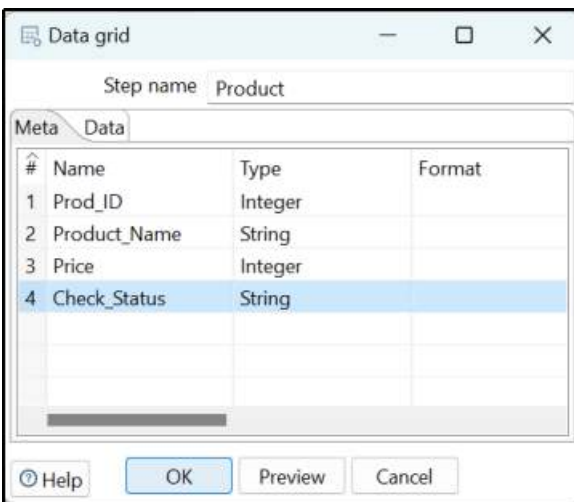 Data grid
Step name Product
Meta Data
# Name Type Format
1 Prod_ID Integer
2 Product_Name String
3 Price Integer
4 Check_Status String
Help OK Preview Cancel